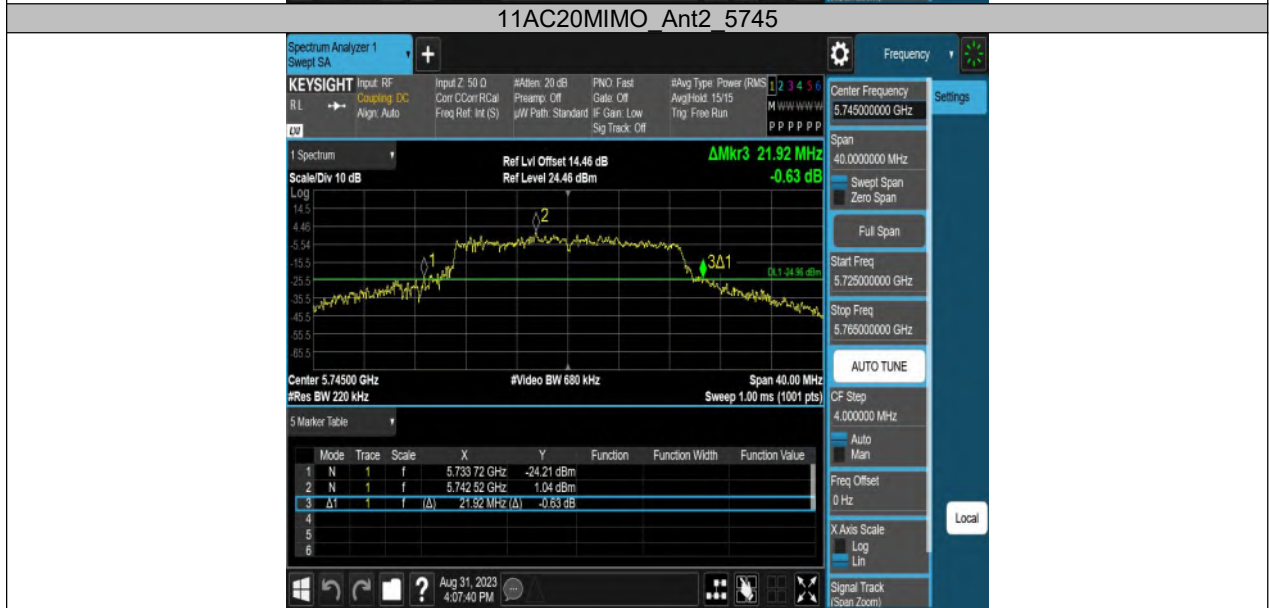 11AC20MIMO_Ant2_5745
Spectrum Analyzer 1
Swept SA
+
Frequency
KEYSIGHT Input: RF
Coupling: DC
Align: Auto
RL
LXI
Input Z: 50 Ω
Corr CCorr RCal
Freq Ref: Int (S)
#Atten: 20 dB
Preamp: Off
µW Path: Standard
PNO: Fast
Gate: Off
IF Gain: Low
Sig Track: Off
#Avg Type: Power (RMS
Avg|Hold: 15/15
Trig: Free Run
1 2 3 4 5 6
M W W W W W
P P P P P P
Center Frequency
5.745000000 GHz
Settings
1 Spectrum
Scale/Div 10 dB
Ref Lvl Offset 14.46 dB
Ref Level 24.46 dBm
ΔMkr3 21.92 MHz
-0.63 dB
Span
40.0000000 MHz
Swept Span
Zero Span
Full Span
Start Freq
5.725000000 GHz
Stop Freq
5.765000000 GHz
AUTO TUNE
CF Step
4.000000 MHz
Auto
Man
Freq Offset
0 Hz
X Axis Scale
Log
Lin
Signal Track
(Span Zoom)
Local
Log
14.5
4.46
-5.54
-15.5
-25.5
-35.5
-45.5
-55.5
-65.5
1
2
3Δ1
DL1 -24.96 dBm
Center 5.74500 GHz
#Res BW 220 kHz
#Video BW 680 kHz
Span 40.00 MHz
Sweep 1.00 ms (1001 pts)
5 Marker Table
Mode Trace Scale X Y Function Function Width Function Value
1 N 1 f 5.733 72 GHz -24.21 dBm
2 N 1 f 5.742 52 GHz 1.04 dBm
3 Δ1 1 f (Δ) 21.92 MHz (Δ) -0.63 dB
4
5
6
?
Aug 31, 2023
4:07:40 PM